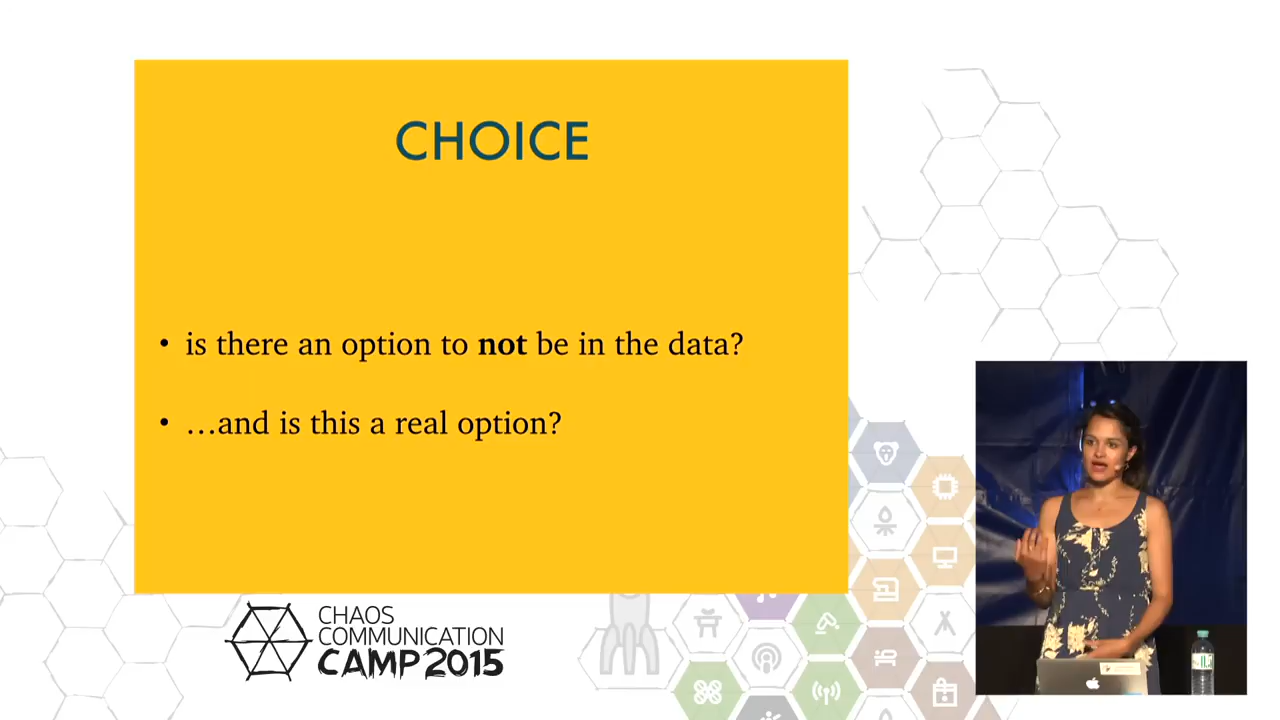 CHOICE
• is there an option to not be in the data?
• …and is this a real option?
CHAOS
COMMUNICATION
CAMP 2015